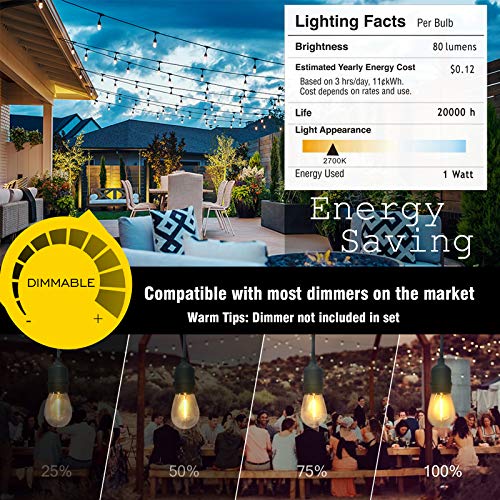 Lighting Facts Per Bulb
Brightness 80 lumens
Estimated Yearly Energy Cost $0.12
Based on 3 hrs/day, 11¢kWh.
Cost depends on rates and use.
Life 20000 h
Light Appearance
2700K
Energy Used 1 Watt
Energy
Saving
DIMMABLE
- +
Compatible with most dimmers on the market
Warm Tips: Dimmer not included in set
25% 50% 75% 100%